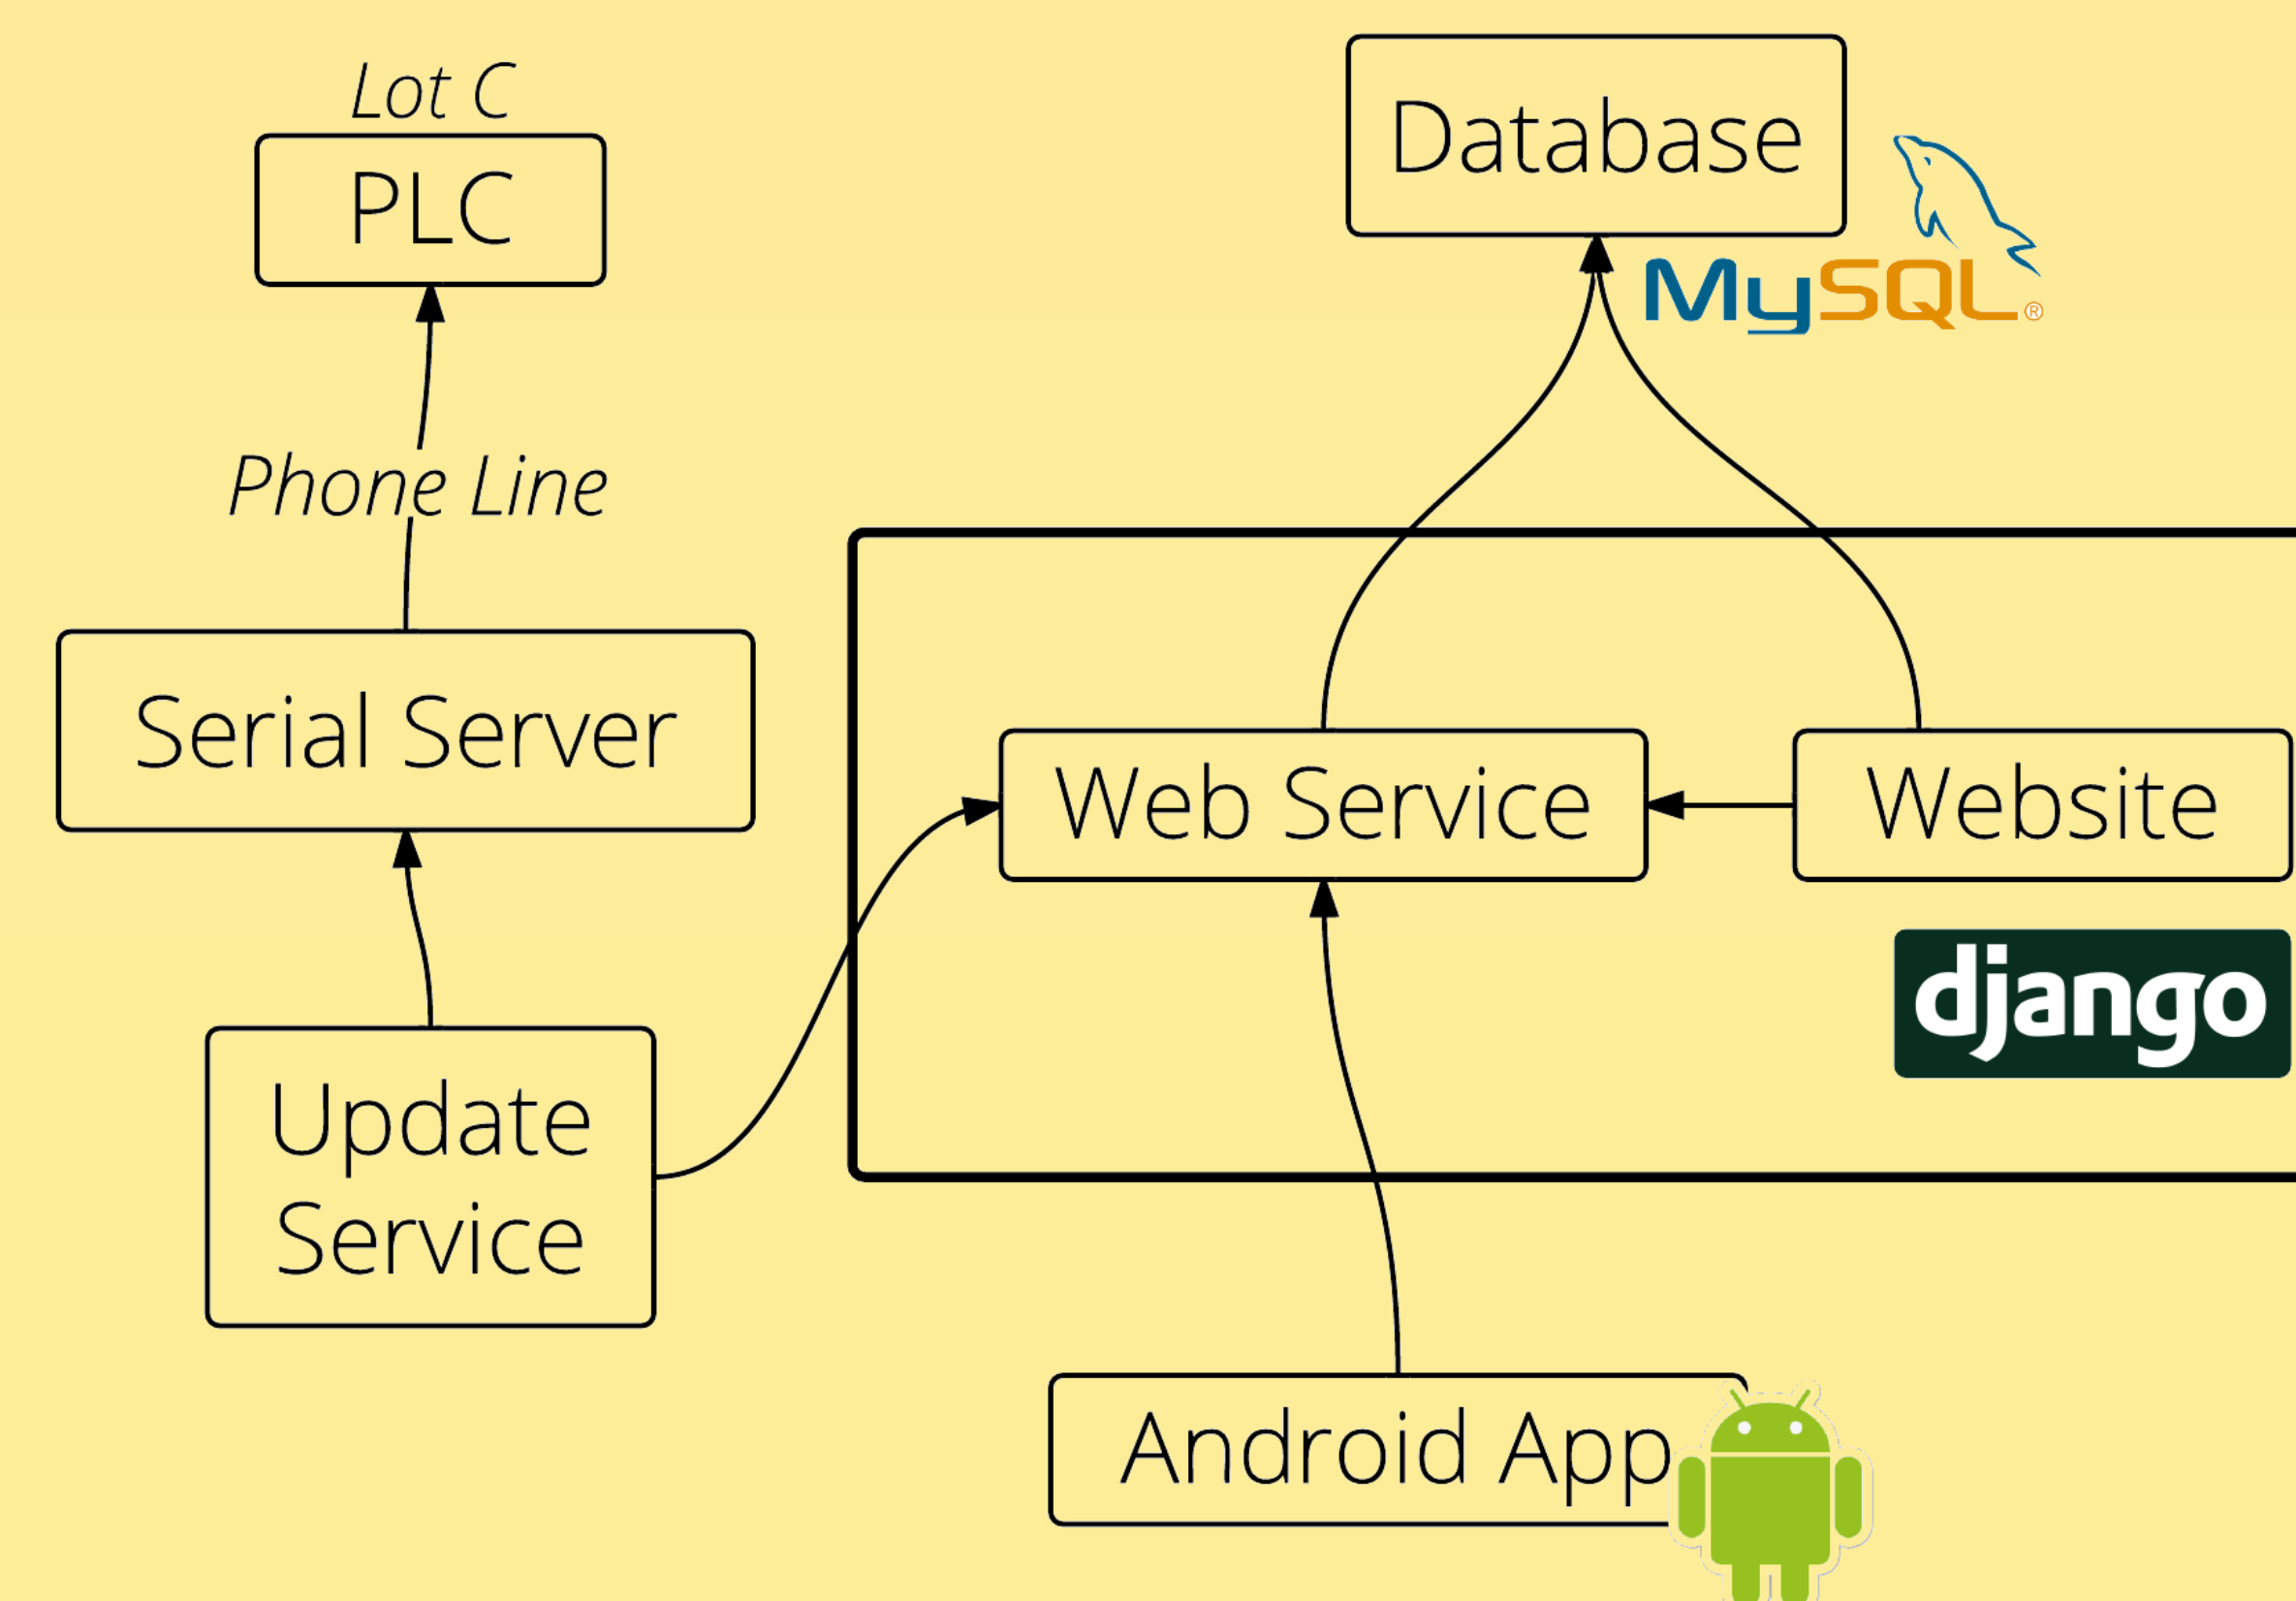 Lot C
PLC
Phone Line
Serial Server
Update
Service
Database
MySQL®
Web Service
Website
django
Android App